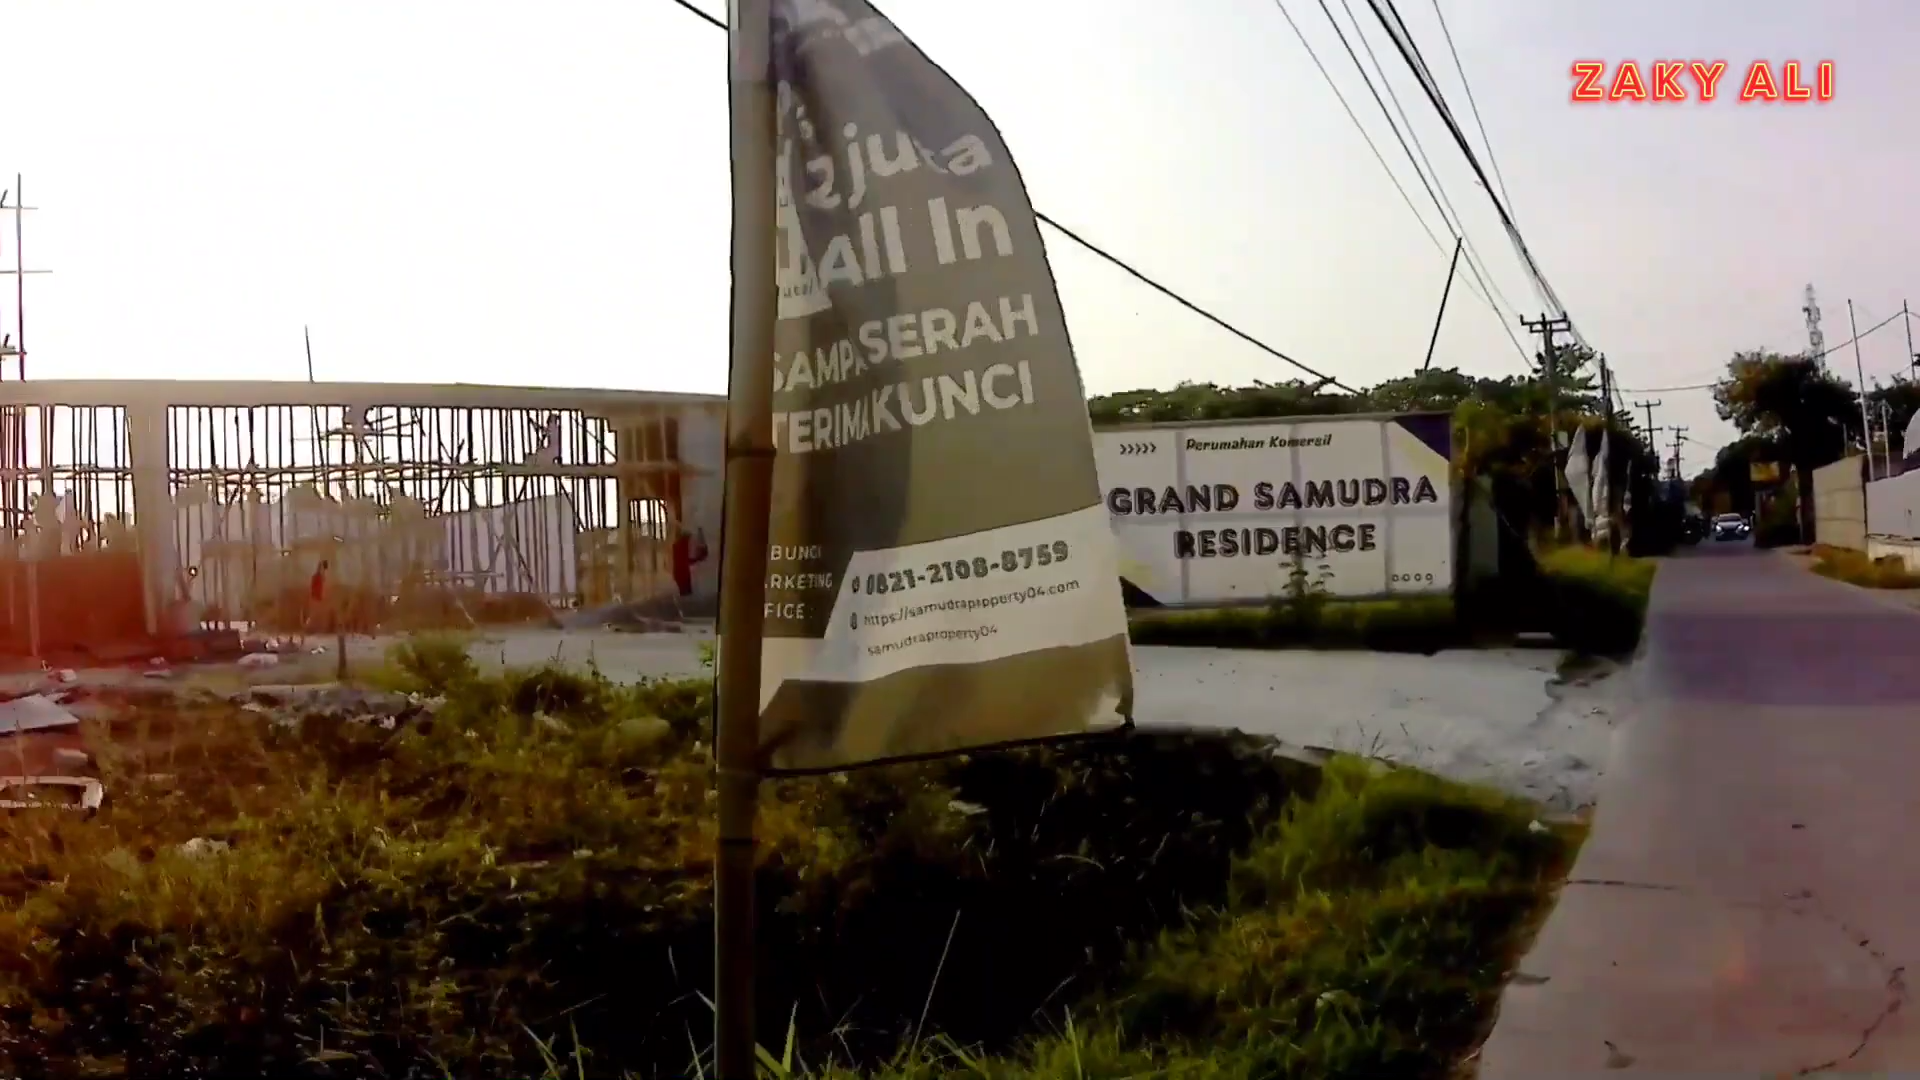 ZAKY ALI
2juta
All In
SERAH
TERIMA KUNCI
0821-2108-8759
https://samudraproperty04.com
samudraproperty04
>>>>> Perumahan Komersil
GRAND SAMUDRA
RESIDENCE